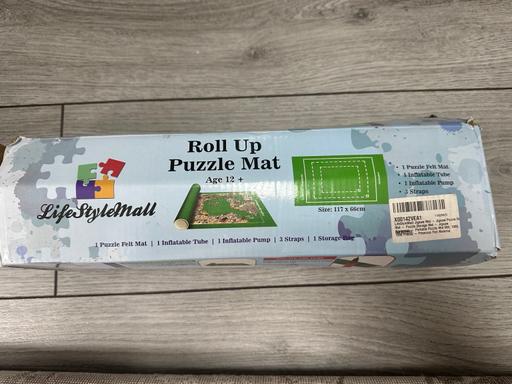 Roll Up
Puzzle Mat
Age 12 +
LifeStyleMall
Size: 117 x 66cm
• 1 Puzzle Felt Mat
• 1 Inflatable Tube
• 1 Inflatable Pump
• 3 Straps
1 Puzzle Felt Mat | 1 Inflatable Tube | 1 Inflatable Pump | 3 Straps | 1 Storage Bag
X00142VEA1